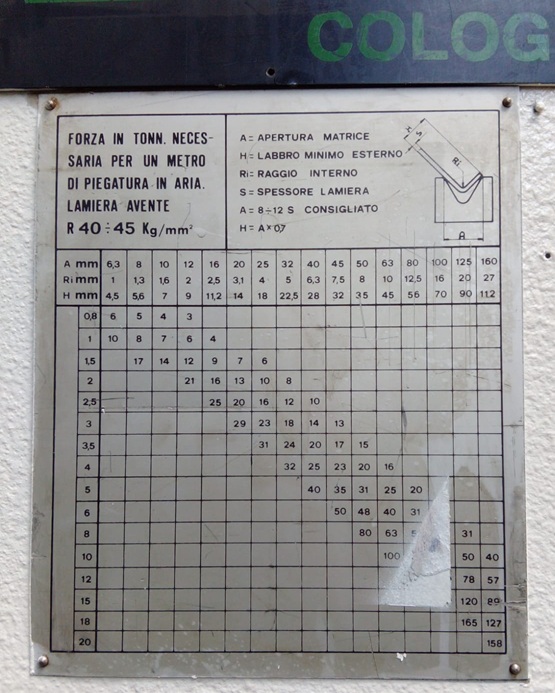 COLOG
FORZA IN TONN. NECES-
SARIA PER UN METRO
DI PIEGATURA IN ARIA.
LAMIERA AVENTE
R 40÷45 Kg/mm²
A= APERTURA MATRICE
H= LABBRO MINIMO ESTERNO
Ri= RAGGIO INTERNO
S= SPESSORE LAMIERA
A= 8÷12 S CONSIGLIATO
H= A×0,7
H
S
Ri
A
A mm 6,3 8 10 12 16 20 25 32 40 45 50 63 80 100 125 160
Ri mm 1 1,3 1,6 2 2,5 3,1 4 5 6,3 7,5 8 10 12,5 16 20 27
H mm 4,5 5,6 7 9 11,2 14 18 22,5 28 32 35 45 56 70 90 11,2
0,8 6 5 4 3
1 10 8 7 6 4
1,5 17 14 12 9 7 6
2 21 16 13 10 8
2,5 25 20 16 12 10
3 29 23 18 14 13
3,5 31 24 20 17 15
4 32 25 23 20 16
5 40 35 31 25 20
6 50 48 40 31
8 80 63 31
10 100 50 40
12 78 57
15 120 89
18 165 127
20 158